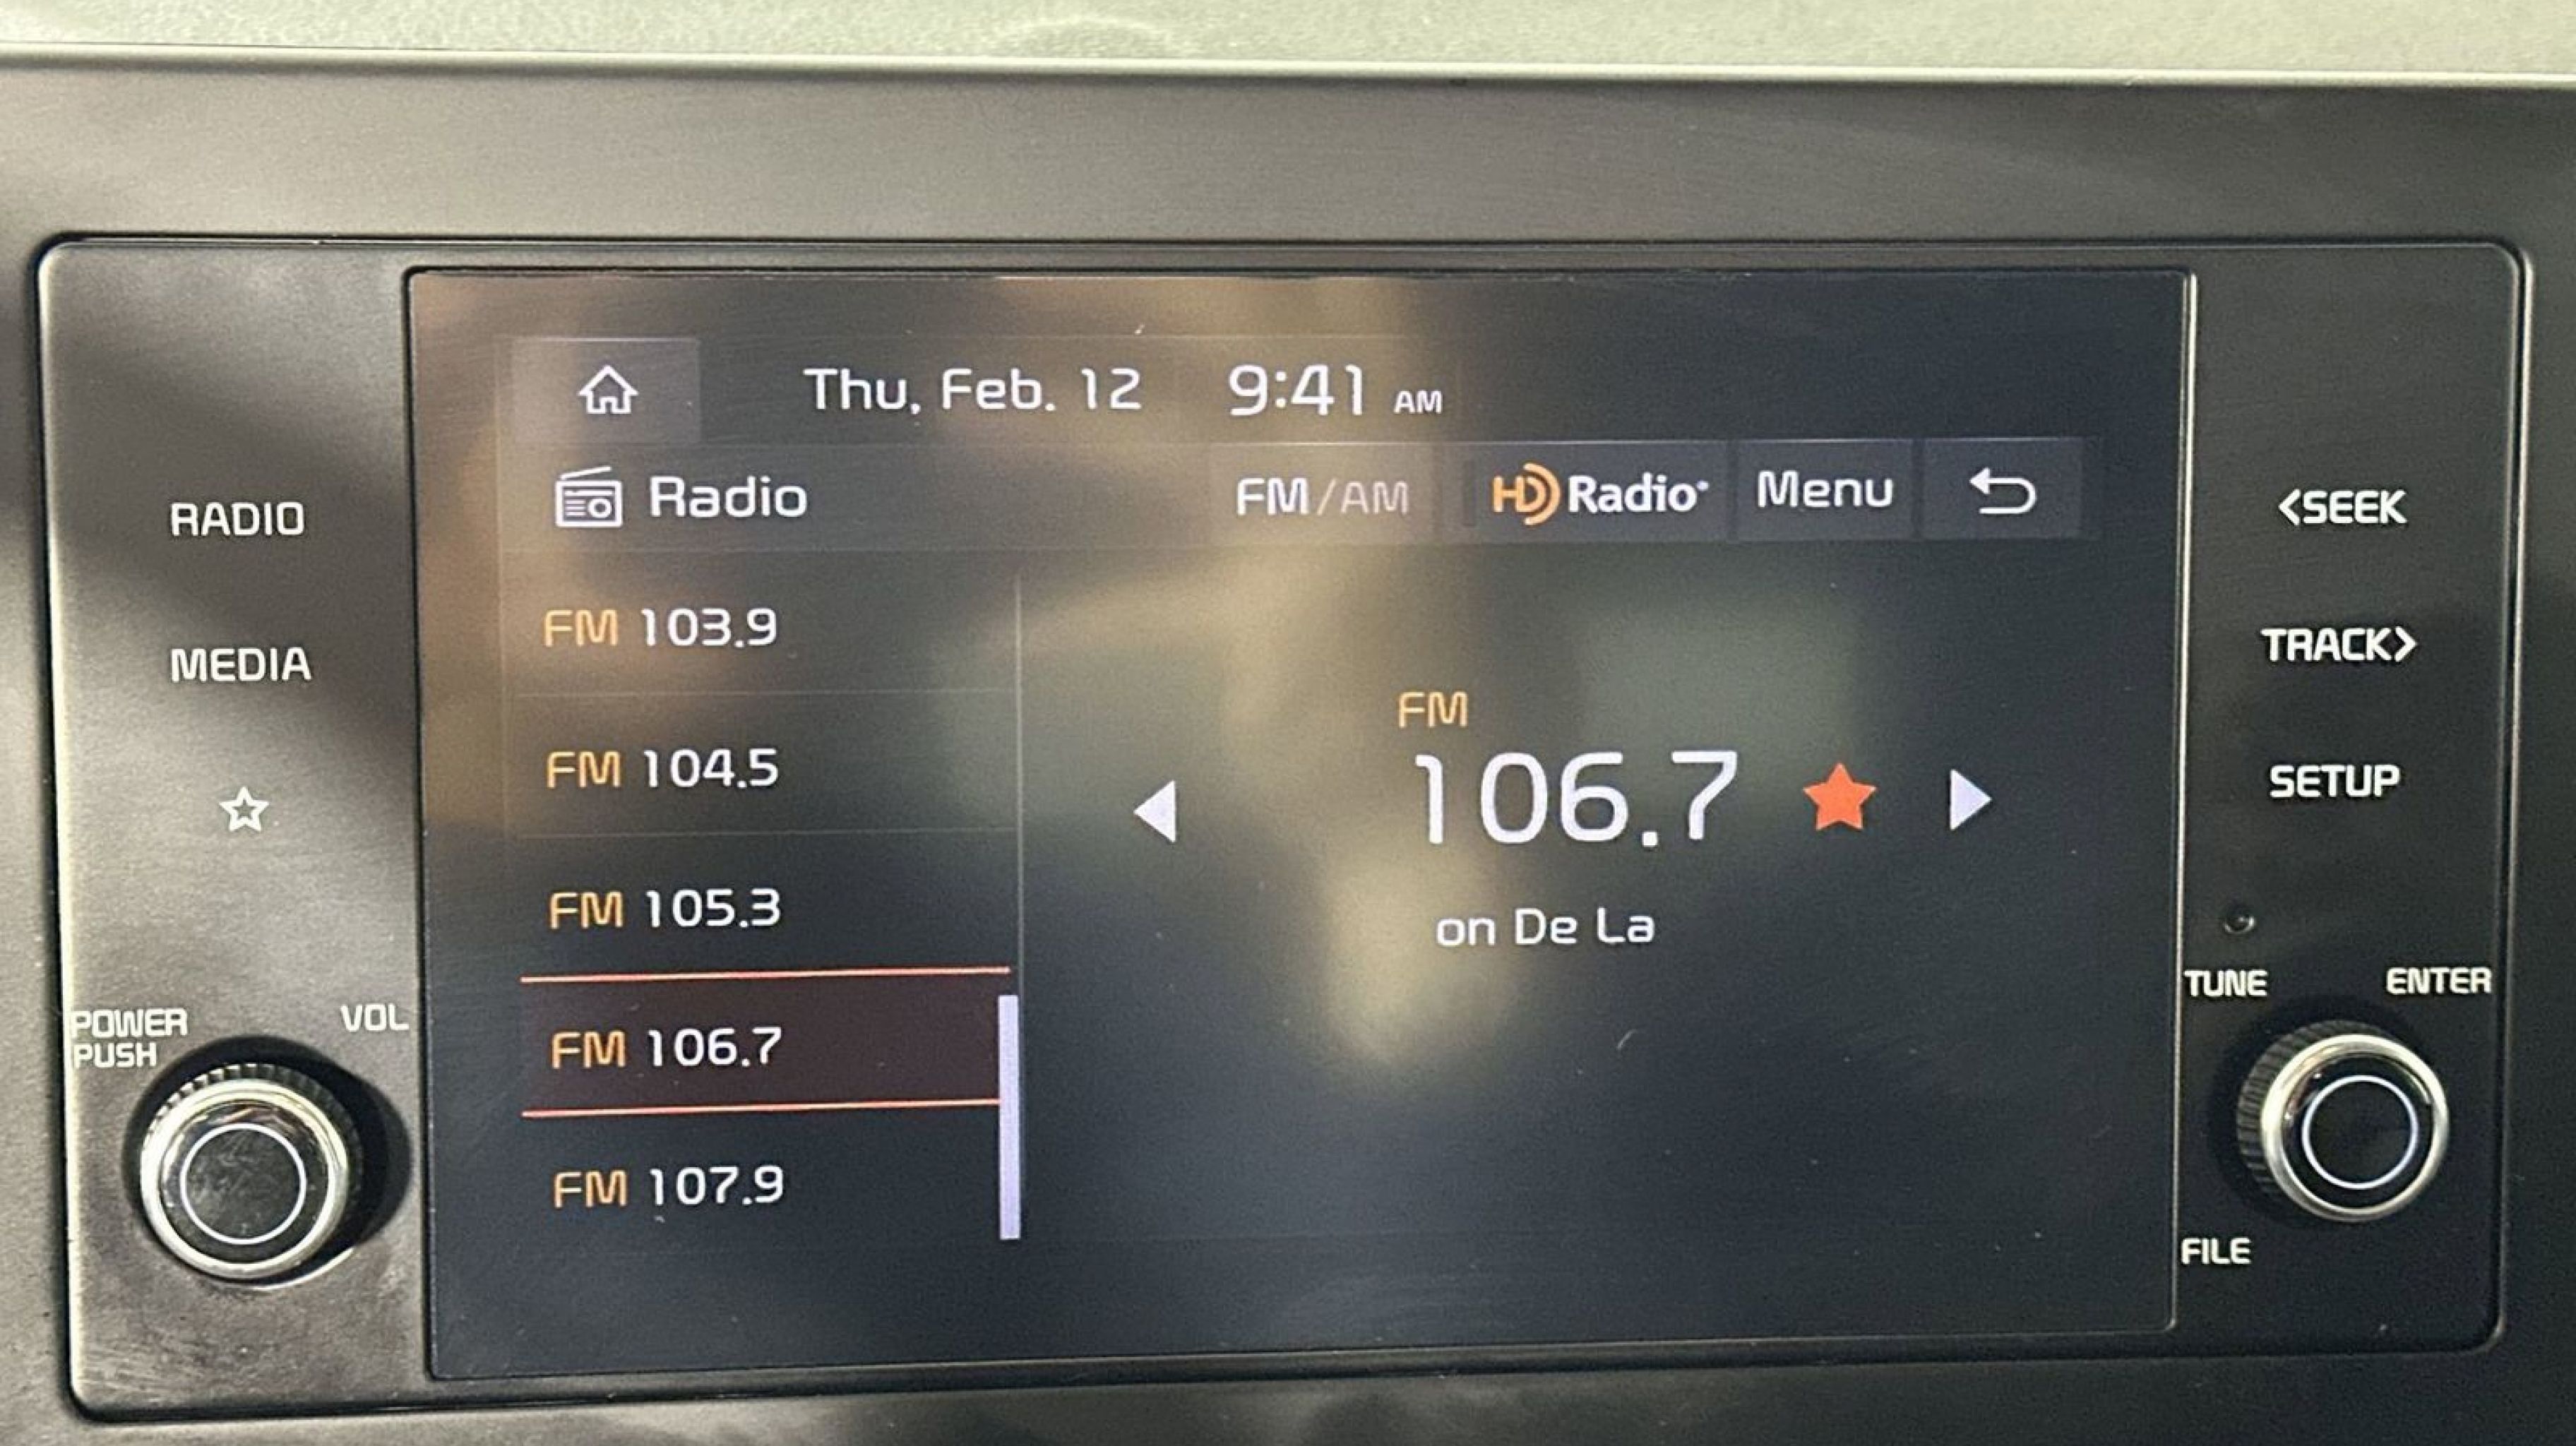 Thu, Feb. 12 9:41 AM
Radio FM/AM HD Radio Menu
FM 103.9
FM 104.5
FM 105.3
FM 106.7
FM 107.9
FM
106.7
on De La
RADIO
MEDIA
POWER
PUSH
VOL
<SEEK
TRACK>
SETUP
TUNE
ENTER
FILE